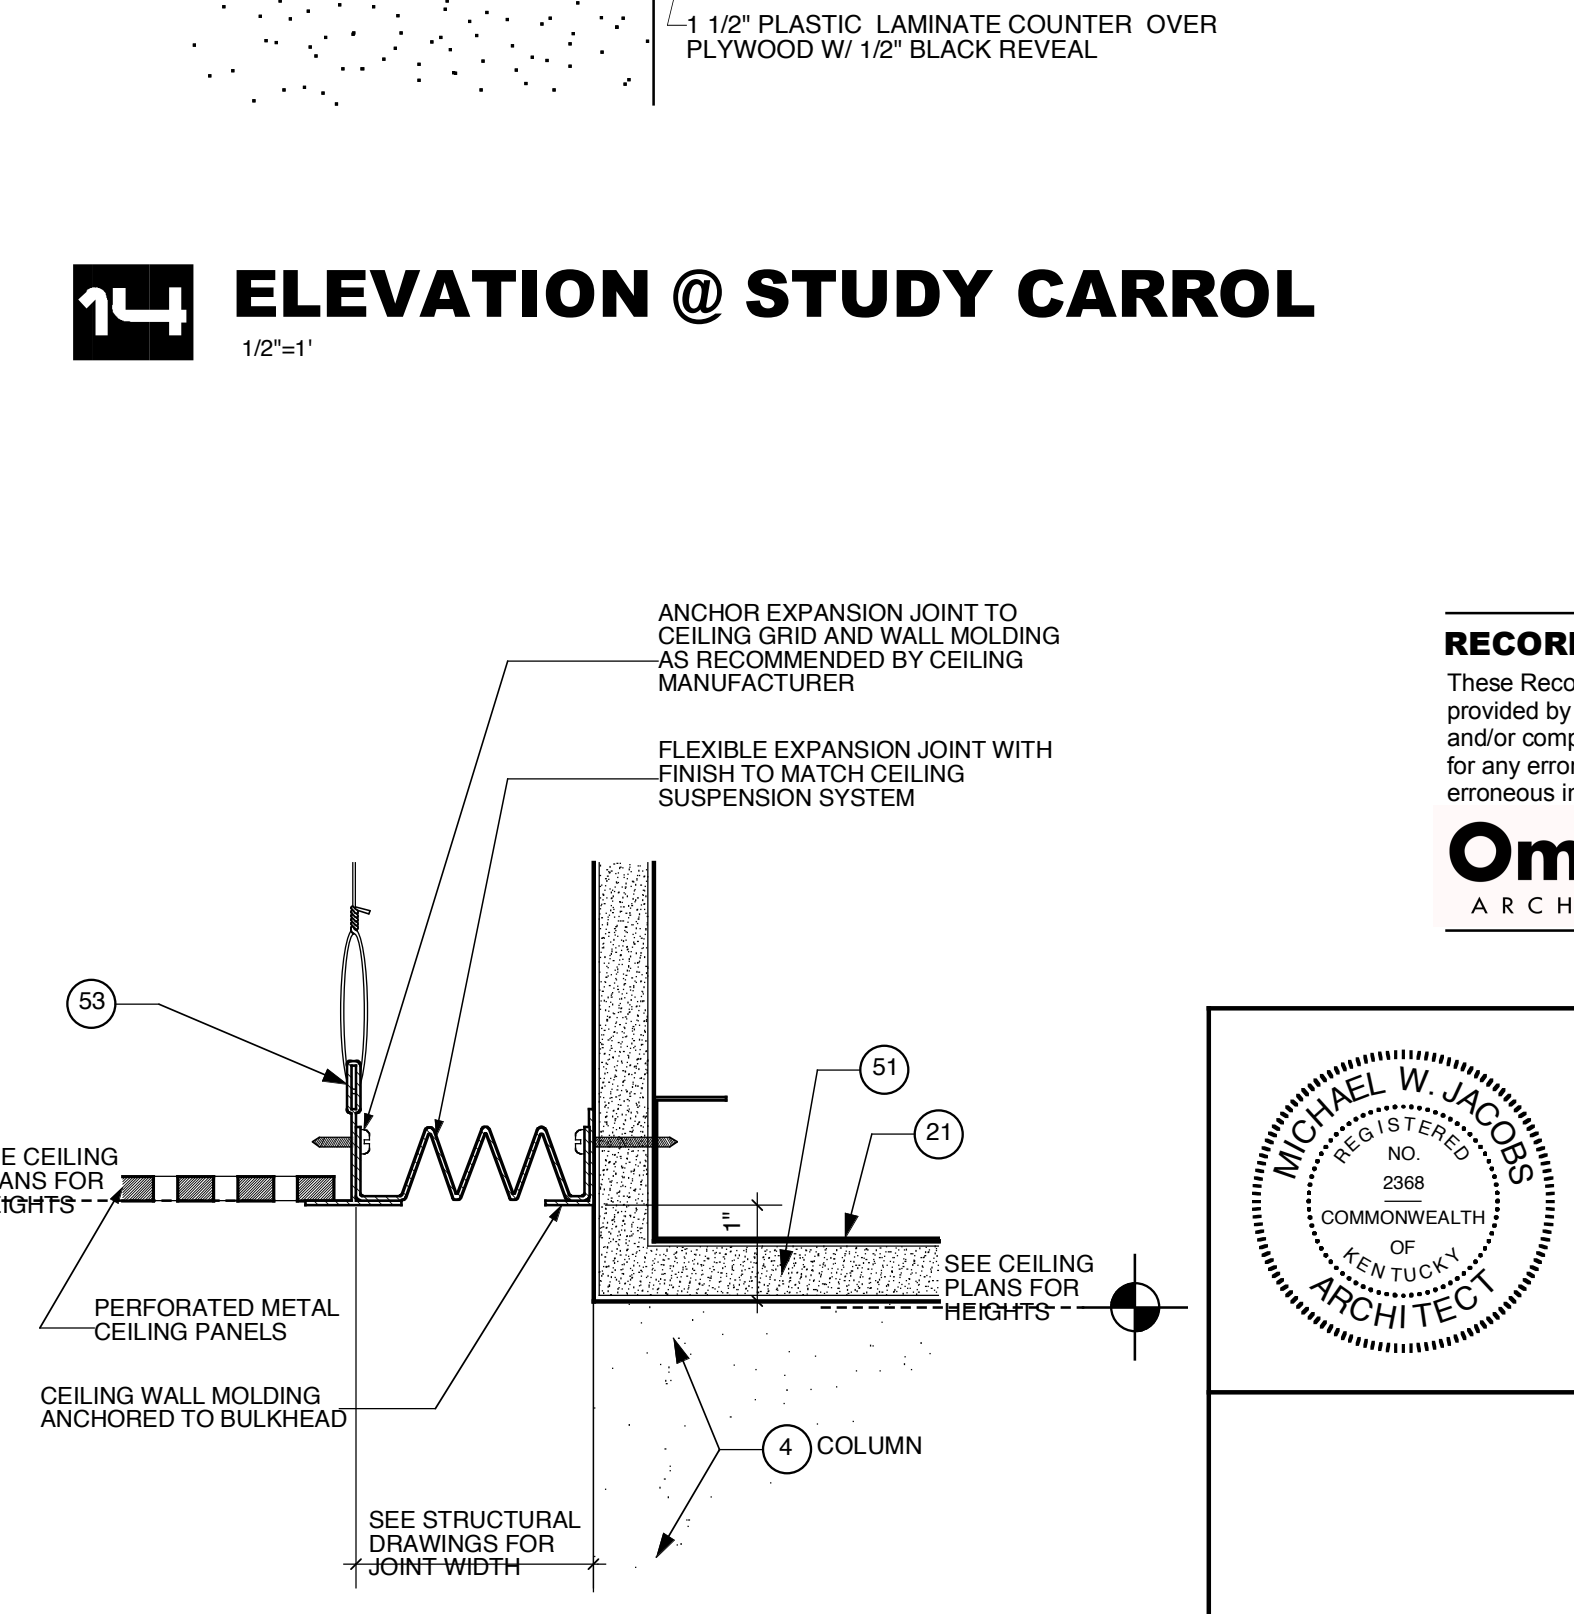 1 1/2" PLASTIC LAMINATE COUNTER OVER
PLYWOOD W/ 1/2" BLACK REVEAL
14
ELEVATION @ STUDY CARROL
1/2"=1'
ANCHOR EXPANSION JOINT TO
CEILING GRID AND WALL MOLDING
AS RECOMMENDED BY CEILING
MANUFACTURER
FLEXIBLE EXPANSION JOINT WITH
FINISH TO MATCH CEILING
SUSPENSION SYSTEM
53
51
21
E CEILING
ANS FOR
IGHTS
1"
SEE CEILING
PLANS FOR
HEIGHTS
PERFORATED METAL
CEILING PANELS
CEILING WALL MOLDING
ANCHORED TO BULKHEAD
4 COLUMN
SEE STRUCTURAL
DRAWINGS FOR
JOINT WIDTH
RECOR
These Reco
provided by
and/or comp
for any error
erroneous in
Om
ARCH
MICHAEL W. JACOBS
REGISTERED
NO.
2368
COMMONWEALTH
OF
KENTUCKY
ARCHITECT